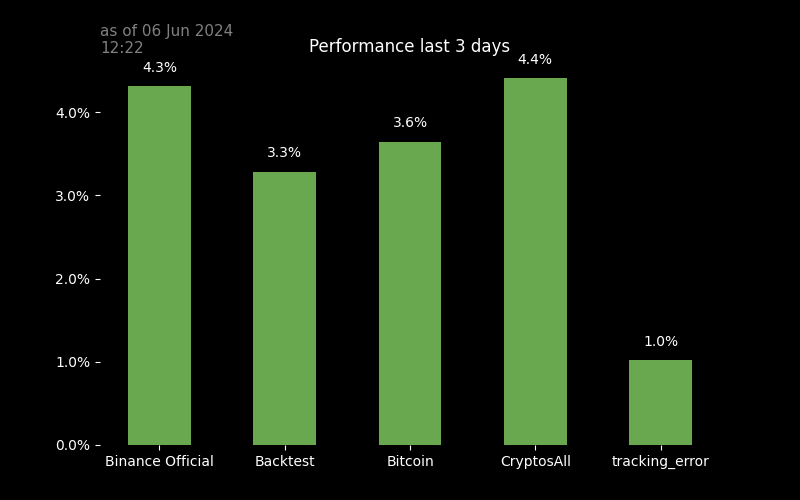 as of 06 Jun 2024
12:22
Performance last 3 days
4.3%
3.3%
3.6%
4.4%
1.0%
4.0%
3.0%
2.0%
1.0%
0.0%
Binance Official
Backtest
Bitcoin
CryptosAll
tracking_error